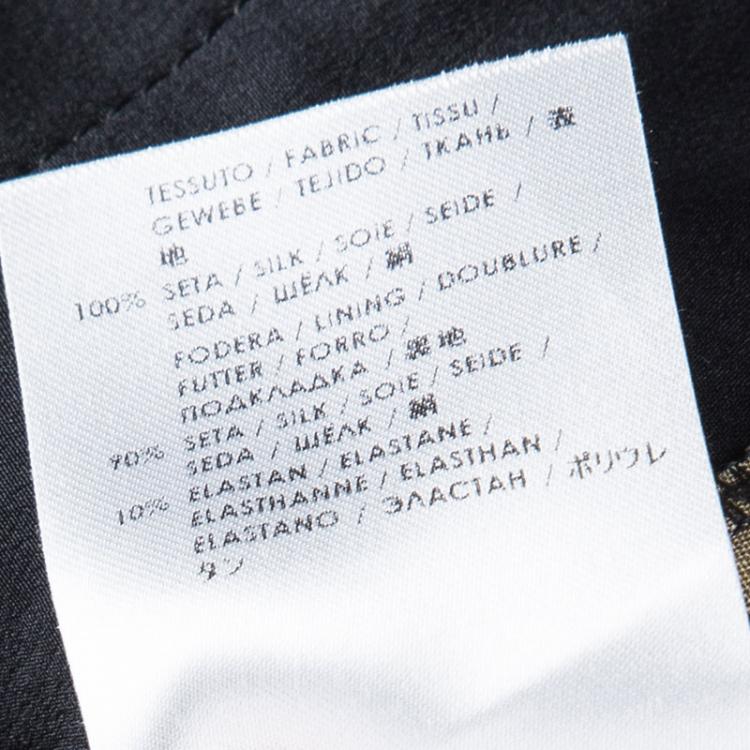 TESSUTO / FABRIC / TISSU /
GEWEBE / TEJIDO / TKAHЬ / 表
地
100% SETA / SILK / SOIE / SEIDE /
SEDA / ШЕЛК / 絹
FODERA / LINING / DOUBLURE /
FUTTER / FORRO /
ПОДКЛАДКА / 裏地
90% SETA / SILK / SOIE / SEIDE /
SEDA / ШЕЛК / 絹
10% ELASTAN / ELASTANE /
ELASTHANNE / ELASTHAN /
ELASTANO / ЭЛАСТАН / ポリウレ
タン